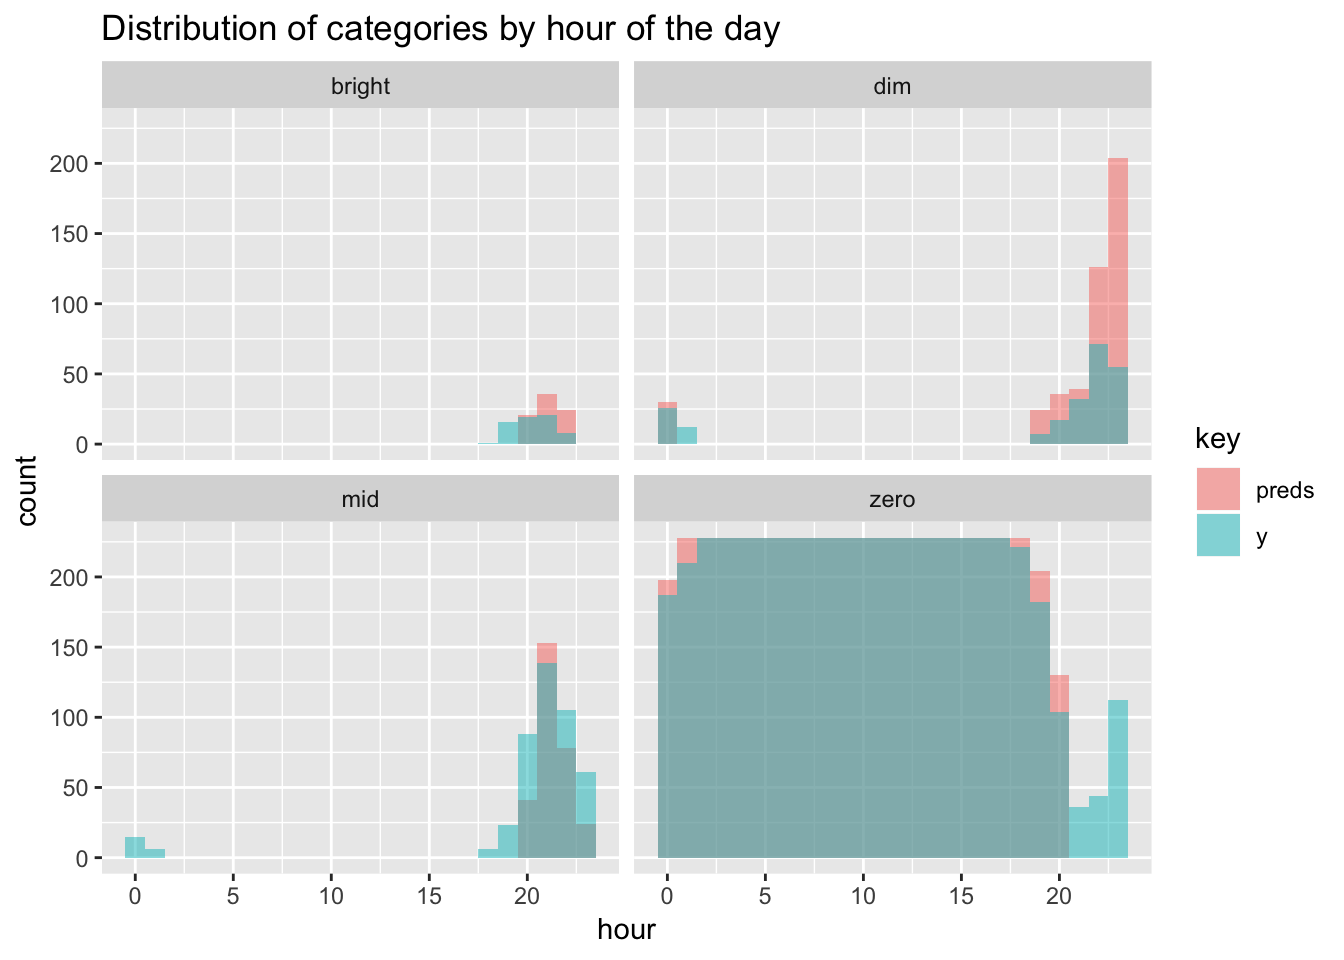 Distribution of categories by hour of the day
bright
dim
200
150
100
50
0
mid
zero
200
150
100
50
0
0 5 10 15 20
0 5 10 15 20
hour
count
key
preds
y